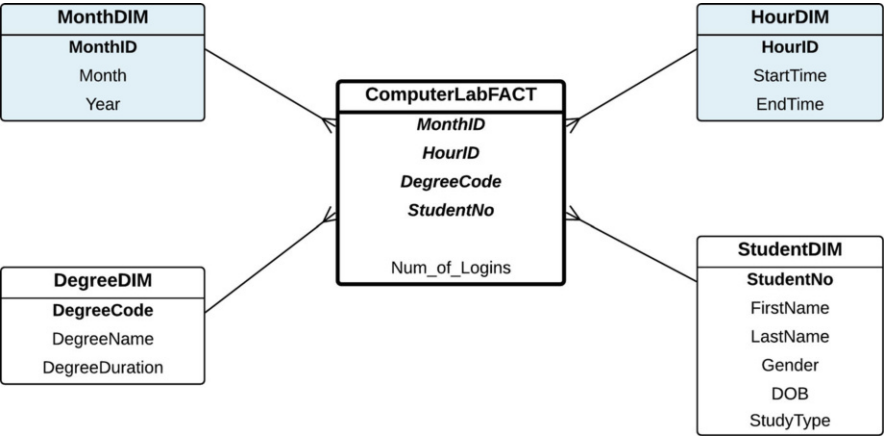 MonthDIM
MonthID
Month
Year
HourDIM
HourID
StartTime
EndTime
ComputerLabFACT
MonthID
HourID
DegreeCode
StudentNo
Num_of_Logins
DegreeDIM
DegreeCode
DegreeName
DegreeDuration
StudentDIM
StudentNo
FirstName
LastName
Gender
DOB
StudyType